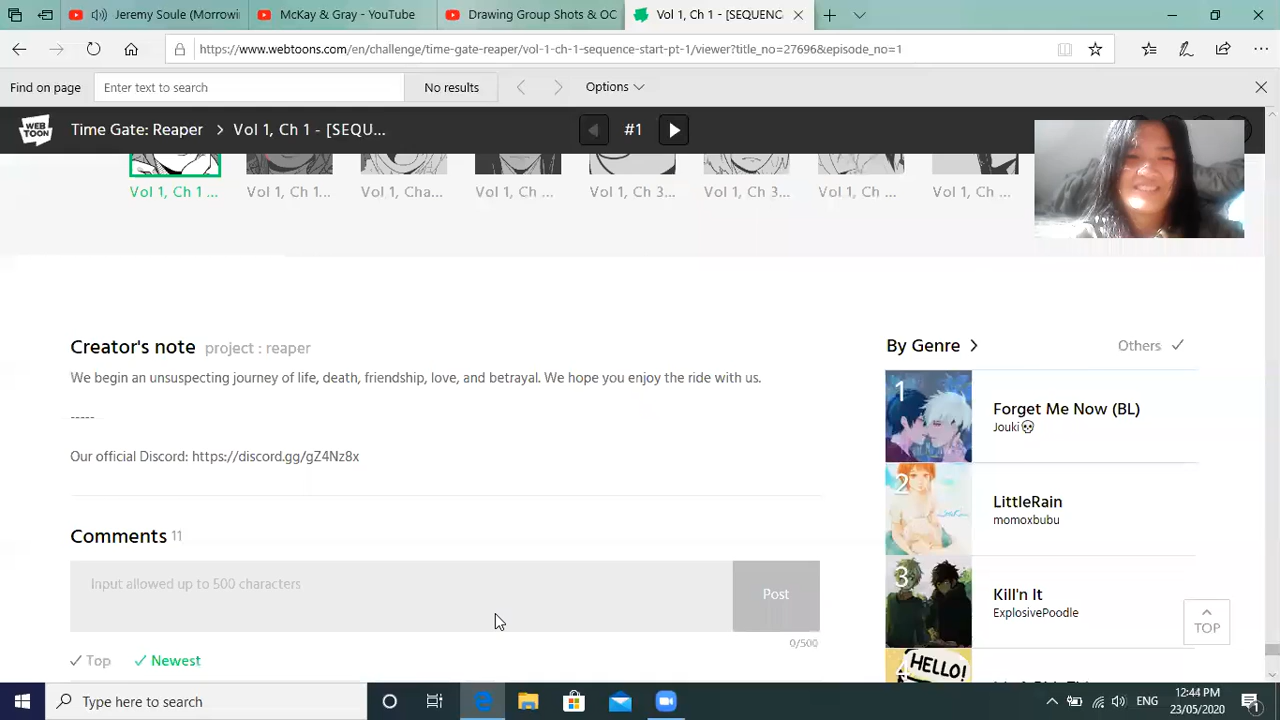 Jeremy Soule (Morrowi
McKay & Gray - YouTube
Drawing Group Shots & OC
Vol 1, Ch 1 - [SEQUENC
https://www.webtoons.com/en/challenge/time-gate-reaper/vol-1-ch-1-sequence-start-pt-1/viewer?title_no=27696&episode_no=1
Find on page
Enter text to search
No results
Options
WEB TOON
Time Gate: Reaper
Vol 1, Ch 1 - [SEQU...
#1
Vol 1, Ch 1 ...
Vol 1, Ch 1...
Vol 1, Cha...
Vol 1, Ch ...
Vol 1, Ch 3...
Vol 1, Ch 3...
Vol 1, Ch ...
Vol 1, Ch ...
Creator's note project : reaper
We begin an unsuspecting journey of life, death, friendship, love, and betrayal. We hope you enjoy the ride with us.
-----
Our official Discord: https://discord.gg/gZ4Nz8x
Comments 11
Input allowed up to 500 characters
Post
0/500
Top
Newest
By Genre
Others
1
Forget Me Now (BL)
Jouki💀
2
LittleRain
momoxbubu
3
Kill'n It
ExplosivePoodle
4
HELLO!
TOP
Type here to search
ENG
12:44 PM
23/05/2020
1